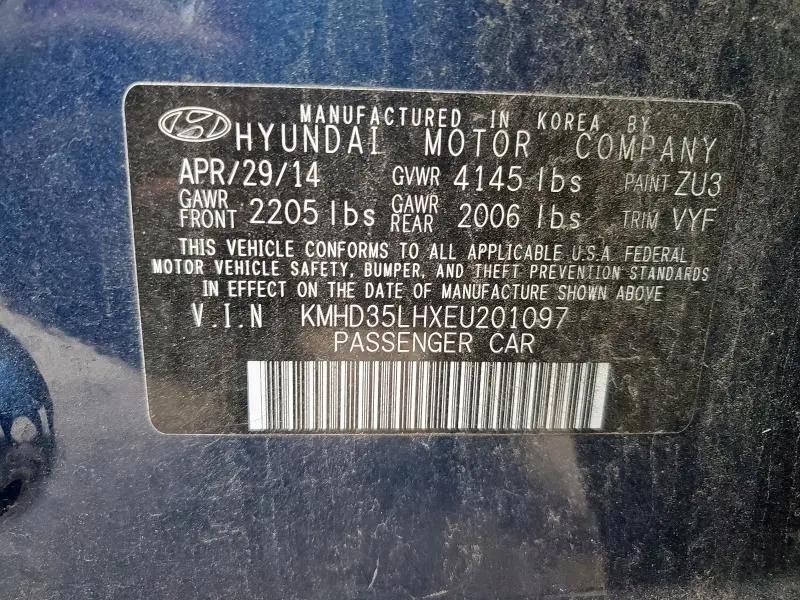 MANUFACTURED IN KOREA BY
HYUNDAI MOTOR COMPANY
APR/29/14 GVWR 4145 lbs PAINT ZU3
GAWR FRONT 2205 lbs GAWR REAR 2006 lbs TRIM VYF
THIS VEHICLE CONFORMS TO ALL APPLICABLE U.S.A. FEDERAL
MOTOR VEHICLE SAFETY, BUMPER, AND THEFT PREVENTION STANDARDS
IN EFFECT ON THE DATE OF MANUFACTURE SHOWN ABOVE
V.I.N KMHD35LHXEU201097
PASSENGER CAR